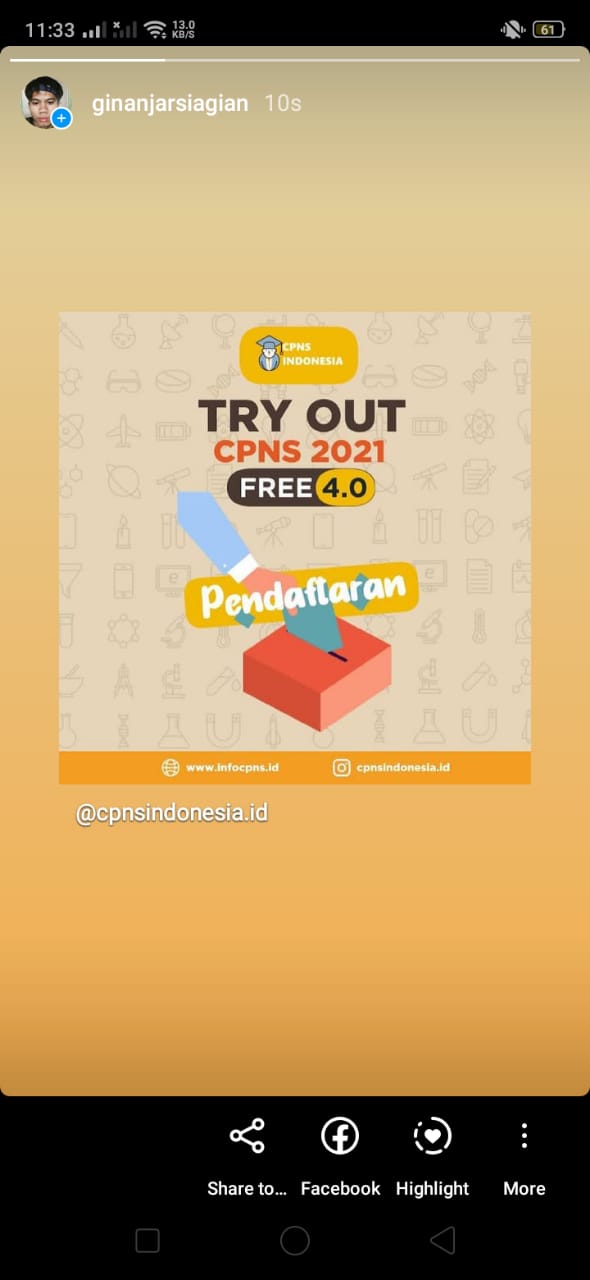 11:33
13.0
KB/S
61
ginanjarsiagian 10s
CPNS
INDONESIA
TRY OUT
CPNS 2021
FREE 4.0
Pendaftaran
www.infocpns.id cpnsindonesia.id
@cpnsindonesia.id
Share to... Facebook Highlight More